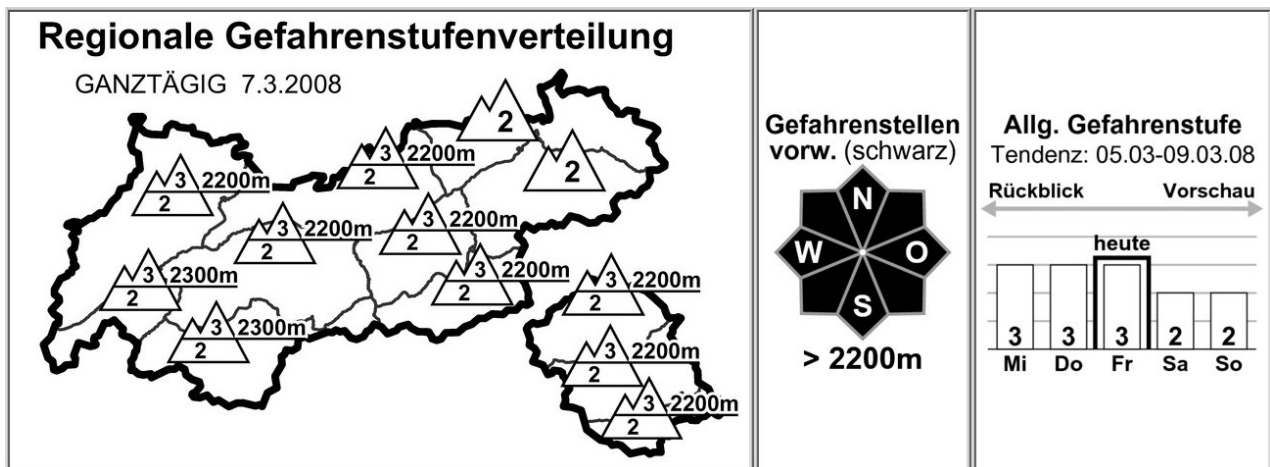 Regionale Gefahrenstufenverteilung
GANZTÄGIG 7.3.2008
2
3 2200m
2
2
3 2200m
2
3 2200m
2
3 2200m
2
3 2300m
2
3 2200m
2
3 2200m
2
3 2300m
2
3 2200m
2
3 2200m
2
Gefahrenstellen
vorw. (schwarz)
N
W O
S
> 2200m
Allg. Gefahrenstufe
Tendenz: 05.03-09.03.08
Rückblick Vorschau
heute
3 3 3 2 2
Mi Do Fr Sa So